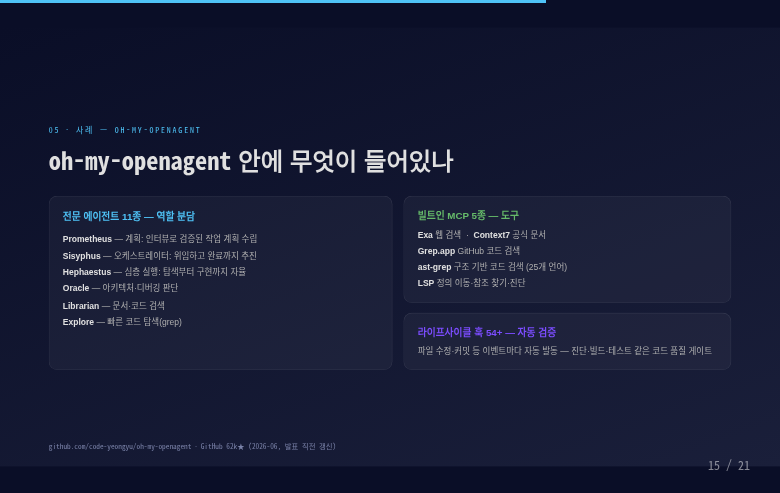 05 · 사례 — OH-MY-OPENAGENT
oh-my-openagent 안에 무엇이 들어있나
전문 에이전트 11종 — 역할 분담
Prometheus — 계획: 인터뷰로 검증된 작업 계획 수립
Sisyphus — 오케스트레이터: 위임하고 완료까지 추진
Hephaestus — 심층 실행: 탐색부터 구현까지 자율
Oracle — 아키텍처·디버깅 판단
Librarian — 문서·코드 검색
Explore — 빠른 코드 탐색(grep)
빌트인 MCP 5종 — 도구
Exa 웹 검색 · Context7 공식 문서
Grep.app GitHub 코드 검색
ast-grep 구조 기반 코드 검색 (25개 언어)
LSP 정의 이동·참조 찾기·진단
라이프사이클 훅 54+ — 자동 검증
파일 수정·커밋 등 이벤트마다 자동 발동 — 진단·빌드·테스트 같은 코드 품질 게이트
github.com/code-yeongyu/oh-my-openagent · GitHub 62k★ (2026-06, 발표 직전 갱신)
15 / 21